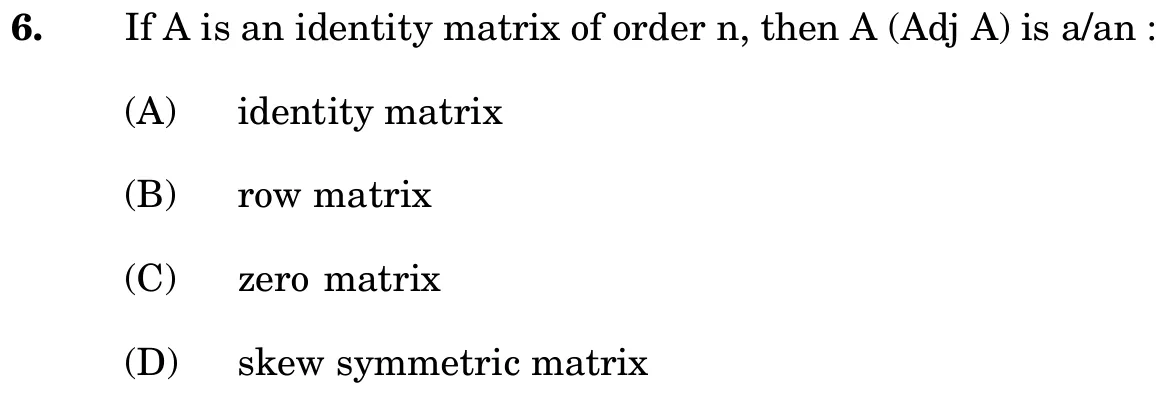 6. If A is an identity matrix of order n, then A (Adj A) is a/an :
(A) identity matrix
(B) row matrix
(C) zero matrix
(D) skew symmetric matrix